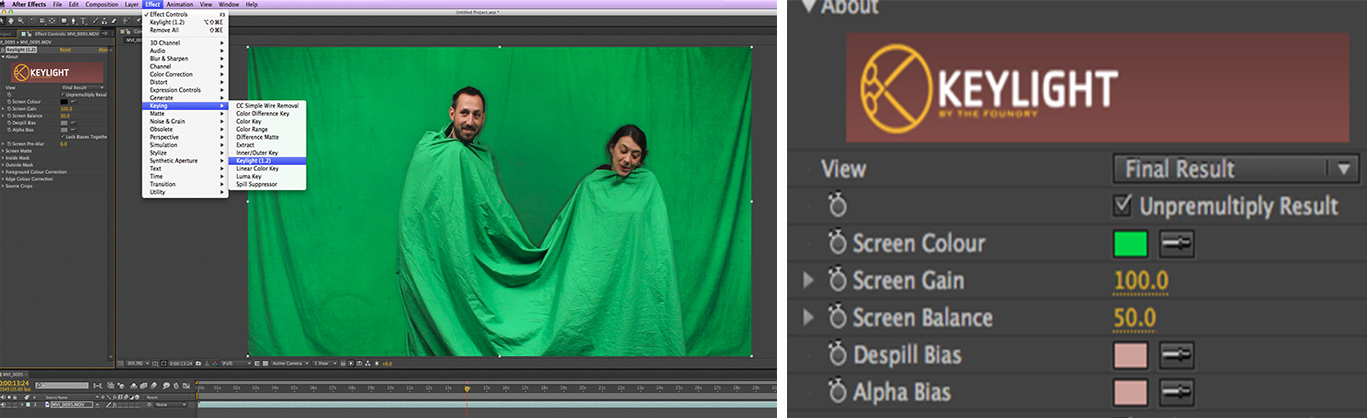 After Effects File Edit Composition Layer Effect Animation View Window Help
Untitled Project.aep *
Effect Controls F3
Keylight (1.2) ⌥⇧⌘E
Remove All ⇧⌘E
3D Channel
Audio
Blur & Sharpen
Channel
Color Correction
Distort
Expression Controls
Generate
Keying
Matte
Noise & Grain
Obsolete
Perspective
Simulation
Stylize
Synthetic Aperture
Text
Time
Transition
Utility
CC Simple Wire Removal
Color Difference Key
Color Key
Color Range
Difference Matte
Extract
Inner/Outer Key
Keylight (1.2)
Linear Color Key
Luma Key
Spill Suppressor
Effect Controls: MVI_0095.MOV
Keylight (1.2) Reset
About
KEYLIGHT
View Final Result
Unpremultiply Resul
Screen Colour
Screen Gain 100.0
Screen Balance 50.0
Despill Bias
Alpha Bias
Lock Biases Togethe
Screen Pre-blur 0.0
Screen Matte
Inside Mask
Outside Mask
Foreground Colour Correction
Edge Colour Correction
Source Crops
0:00:13:24 (Full) Active Camera 1 View +0.0
MVI_0095
0:00:13:24
Source Name Parent
1 MVI_0095.MOV None
About
KEYLIGHT
BY THE FOUNDRY
View Final Result
Unpremultiply Result
Screen Colour
Screen Gain 100.0
Screen Balance 50.0
Despill Bias
Alpha Bias